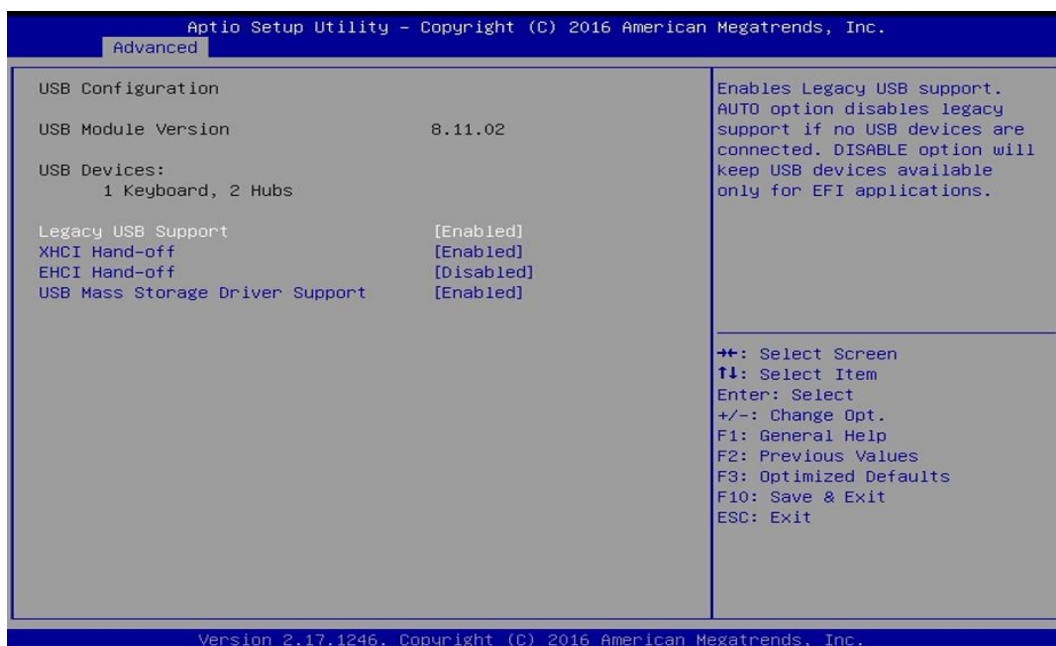 Aptio Setup Utility – Copyright (C) 2016 American Megatrends, Inc.
Advanced
USB Configuration
USB Module Version 8.11.02
USB Devices:
1 Keyboard, 2 Hubs
Legacy USB Support [Enabled]
XHCI Hand-off [Enabled]
EHCI Hand-off [Disabled]
USB Mass Storage Driver Support [Enabled]
Enables Legacy USB support.
AUTO option disables legacy
support if no USB devices are
connected. DISABLE option will
keep USB devices available
only for EFI applications.
→←: Select Screen
↑↓: Select Item
Enter: Select
+/-: Change Opt.
F1: General Help
F2: Previous Values
F3: Optimized Defaults
F10: Save & Exit
ESC: Exit
Version 2.17.1246. Copyright (C) 2016 American Megatrends, Inc.